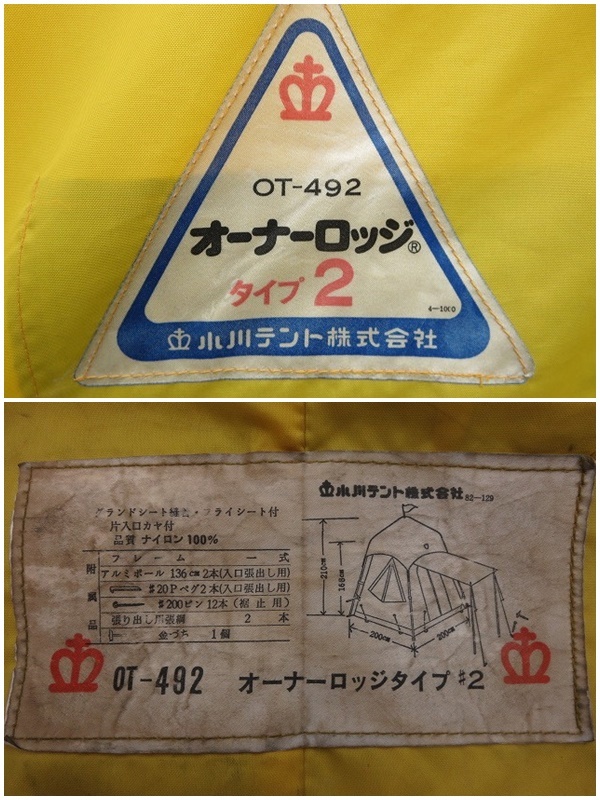 OT-492
オーナーロッジ®
タイプ 2
4-1000
小川テント株式会社
小川テント株式会社 82-129
グランドシート縫着・フライシート付
片入口カヤ付
品質 ナイロン 100%
附属品
フレーム 一式
アルミポール 136㎝ 2本(入口張出し用)
♯20Pペグ2本(入口張出し用)
♯200ピン 12本(裾止用)
張り出し用張綱 2本
金づち 1個
210㎝
168㎝
200㎝
200㎝
OT-492 オーナーロッジタイプ♯2